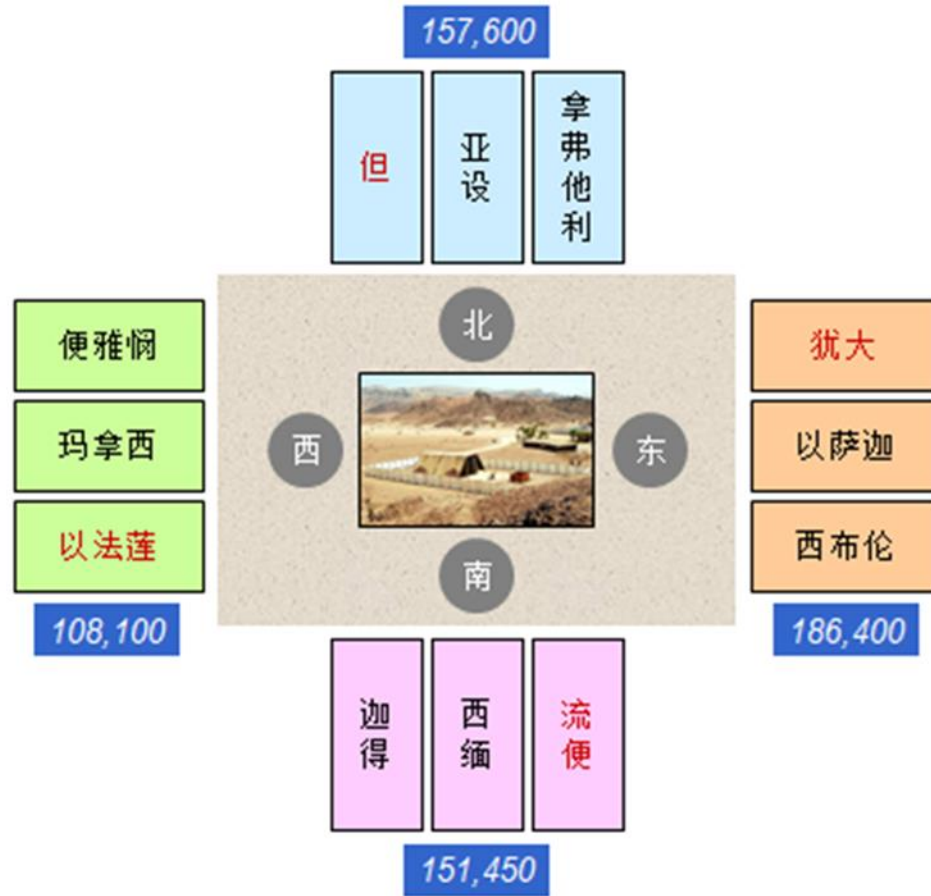 157,600
但
亚设
拿弗他利
北
便雅悯
玛拿西
以法莲
108,100
西
东
犹大
以萨迦
西布伦
186,400
南
迦得
西缅
流便
151,450